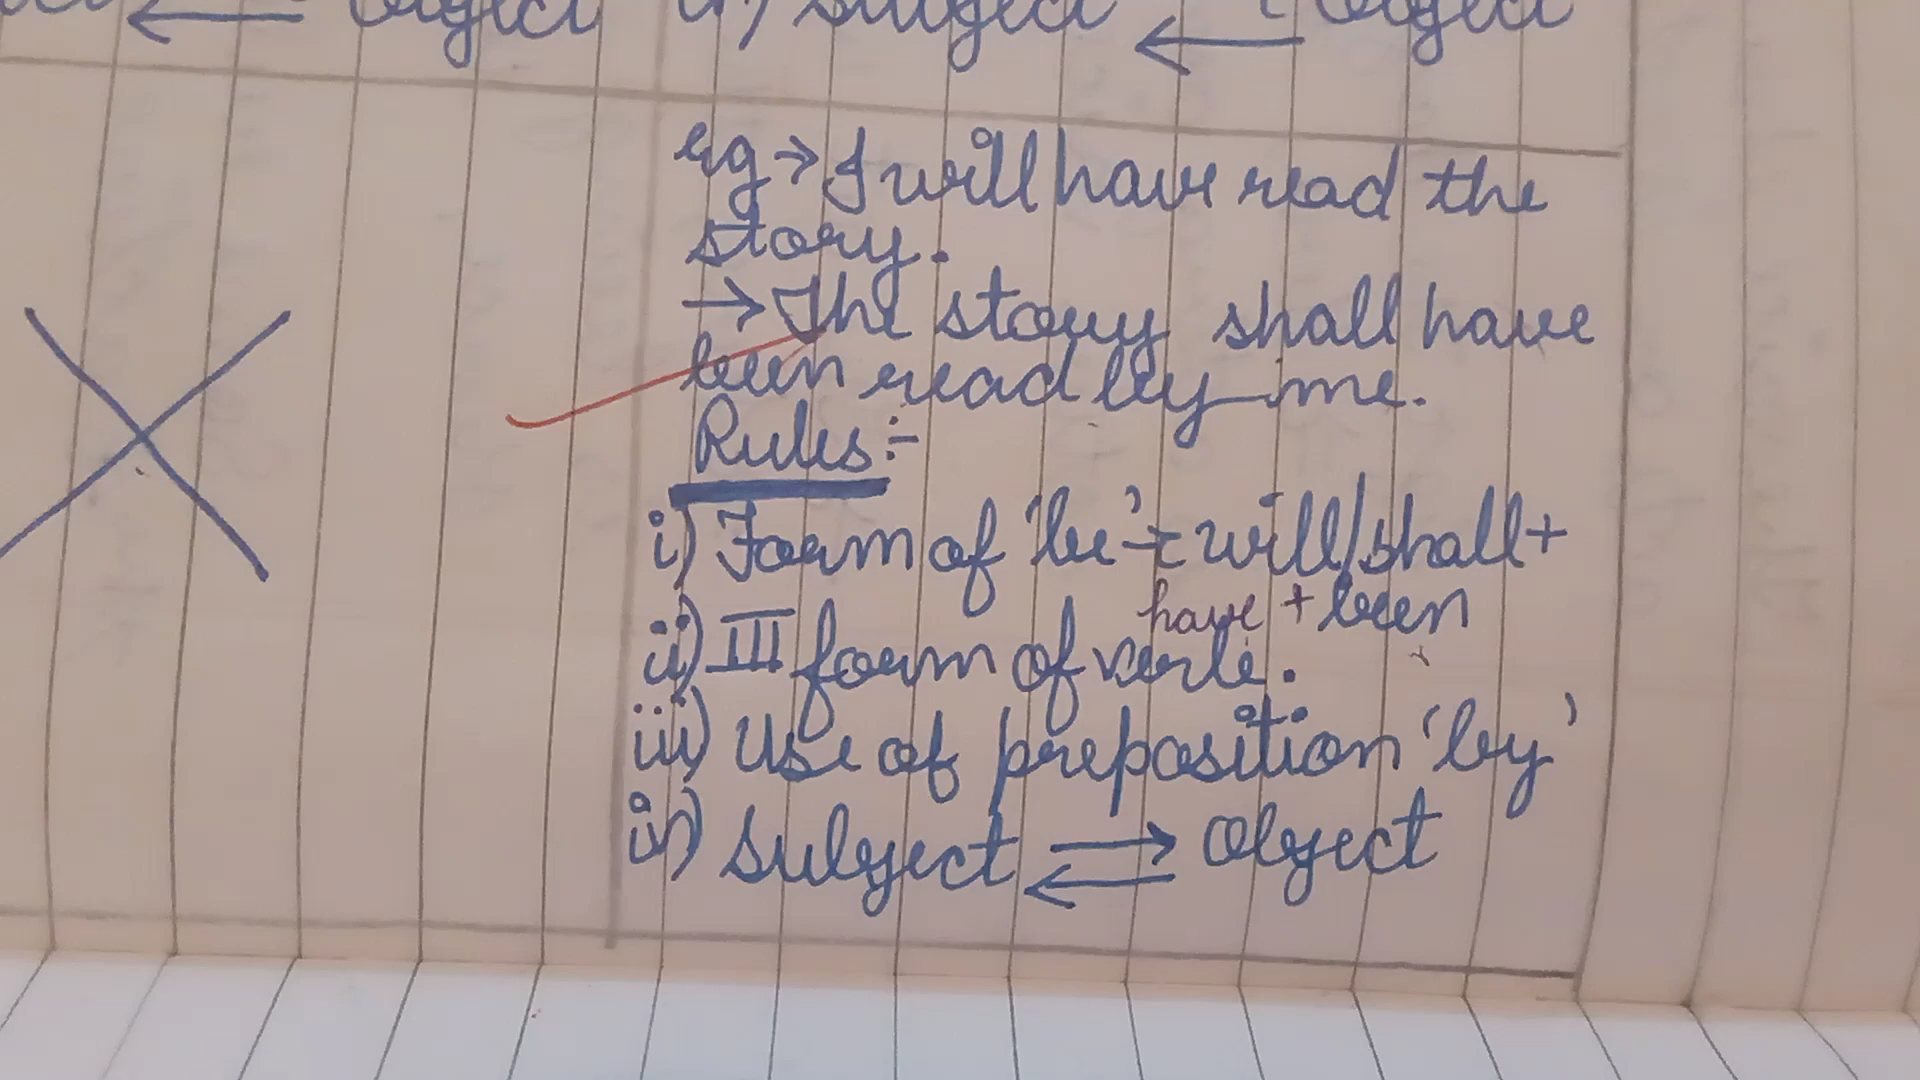 ← Object iv) Subject ← Object
eg → I will have read the
story.
→ The story shall have
been read by me.
Rules :-
i) Form of 'be' → will/shall +
have + been
ii) III form of verb.
iii) Use of preposition 'by'
iv) Subject ⇄ Object